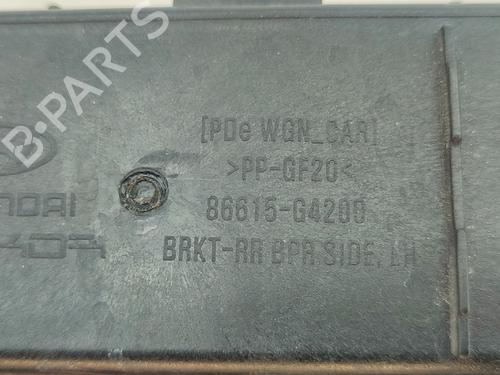 [PDe WGN_CAR]
>PP-GF20<
86615-G4200
BRKT-RR BPR SIDE, LH
B-PARTS